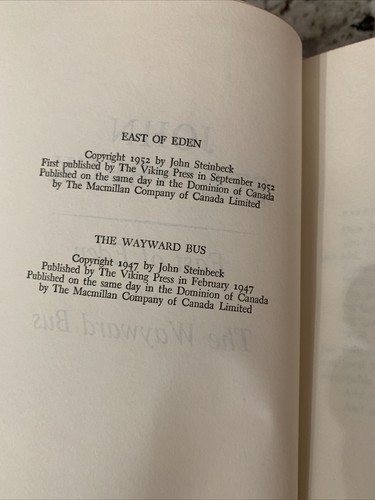 EAST OF EDEN
Copyright 1952 by John Steinbeck
First published by The Viking Press in September 1952
Published on the same day in the Dominion of Canada
by The Macmillan Company of Canada Limited
THE WAYWARD BUS
Copyright 1947 by John Steinbeck
Published by The Viking Press in February 1947
Published on the same day in the Dominion of Canada
by The Macmillan Company of Canada Limited
The Wayward Bus